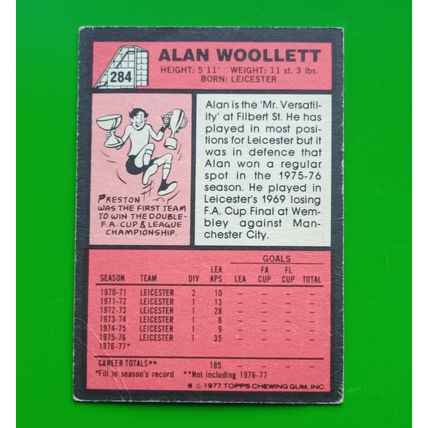 284
ALAN WOOLLETT
HEIGHT: 5'11" WEIGHT: 11 st. 3 lbs.
BORN: LEICESTER
PRESTON
WAS THE FIRST TEAM
TO WIN THE DOUBLE-
F.A. CUP & LEAGUE
CHAMPIONSHIP.
Alan is the 'Mr. Versatil-
ity' at Filbert St. He has
played in most positions
for Leicester but it
was in defence that
Alan won a regular
spot in the 1975-76
season. He played in
Leicester's 1969 losing
F.A. Cup Final at Wem-
bley against Man-
chester City.
GOALS
SEASON TEAM DIV LEA APS LEA FA CUP FL CUP TOTAL
1970-71 LEICESTER 2 10 – – – –
1971-72 LEICESTER 1 13 – – – –
1972-73 LEICESTER 1 28 – – – –
1973-74 LEICESTER 1 8 – – – –
1974-75 LEICESTER 1 9 – – – –
1975-76 LEICESTER 1 35 – – – –
1976-77*
CAREER TOTALS** 185 – – – –
*Fill in season's record **Not including 1976-77
* © 1977 TOPPS CHEWING GUM, INC.